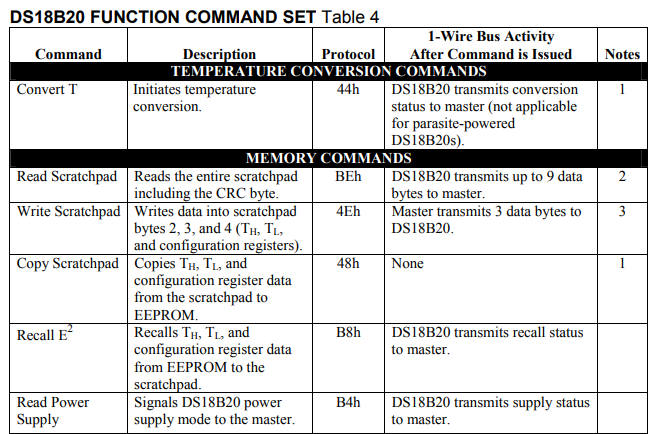 DS18B20 FUNCTION COMMAND SET Table 4
Command
Description
Protocol
1-Wire Bus Activity
After Command is Issued
Notes
TEMPERATURE CONVERSION COMMANDS
Convert T
Initiates temperature
conversion.
44h
DS18B20 transmits conversion
status to master (not applicable
for parasite-powered
DS18B20s).
1
MEMORY COMMANDS
Read Scratchpad
Reads the entire scratchpad
including the CRC byte.
BEh
DS18B20 transmits up to 9 data
bytes to master.
2
Write Scratchpad
Writes data into scratchpad
bytes 2, 3, and 4 (TH, TL,
and configuration registers).
4Eh
Master transmits 3 data bytes to
DS18B20.
3
Copy Scratchpad
Copies TH, TL, and
configuration register data
from the scratchpad to
EEPROM.
48h
None
1
Recall E²
Recalls TH, TL, and
configuration register data
from EEPROM to the
scratchpad.
B8h
DS18B20 transmits recall status
to master.
Read Power
Supply
Signals DS18B20 power
supply mode to the master.
B4h
DS18B20 transmits supply status
to master.